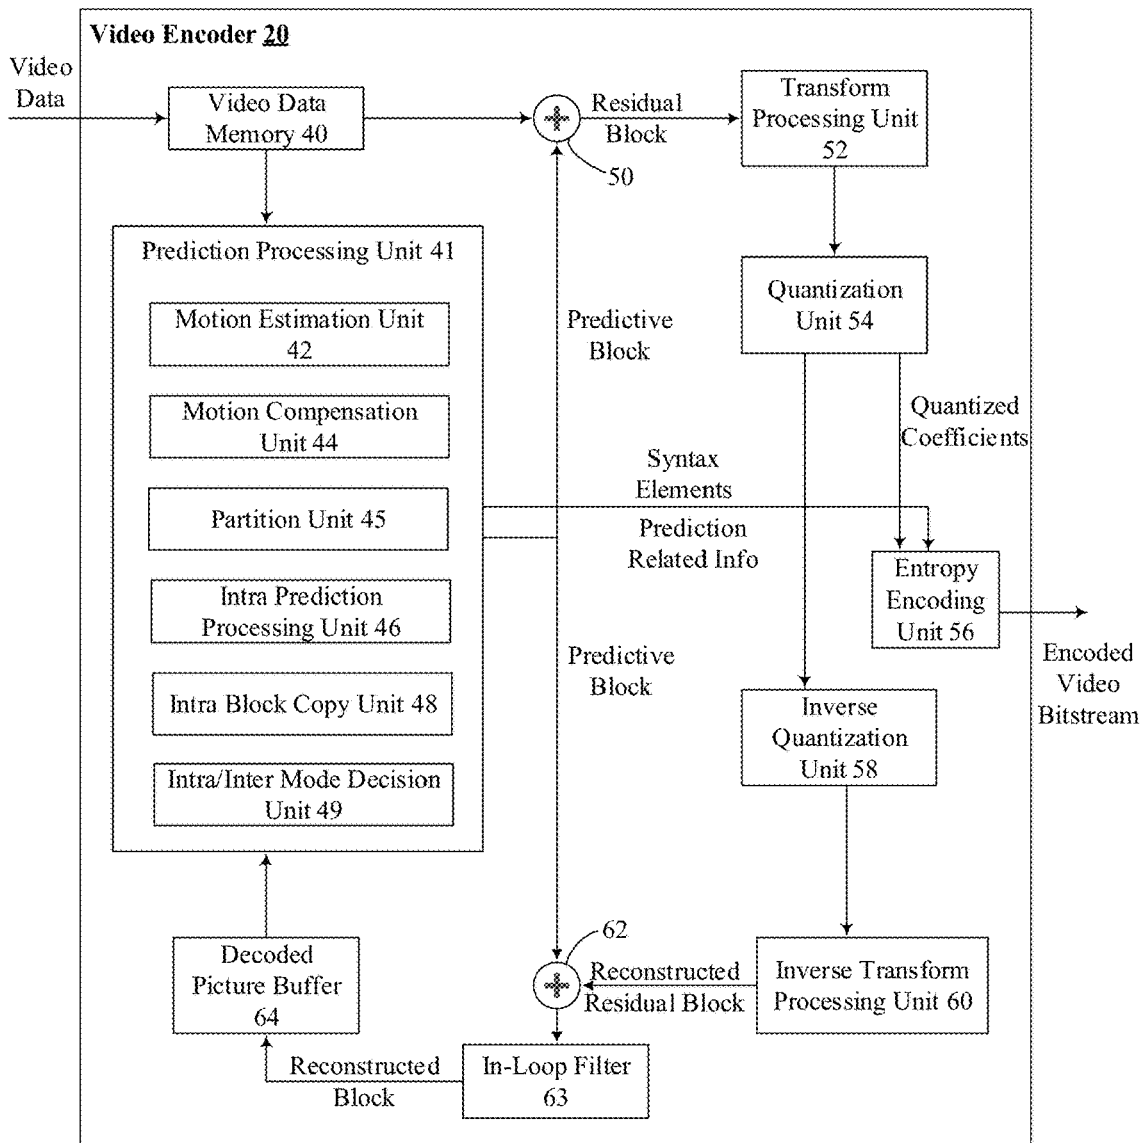 Video Encoder 20
Video
Data
Video Data
Memory 40
Residual
Block
50
Transform
Processing Unit
52
Prediction Processing Unit 41
Motion Estimation Unit
42
Motion Compensation
Unit 44
Partition Unit 45
Intra Prediction
Processing Unit 46
Intra Block Copy Unit 48
Intra/Inter Mode Decision
Unit 49
Predictive
Block
Quantization
Unit 54
Quantized
Coefficients
Syntax
Elements
Prediction
Related Info
Entropy
Encoding
Unit 56
Encoded
Video
Bitstream
Predictive
Block
Inverse
Quantization
Unit 58
62
Decoded
Picture Buffer
64
Reconstructed
Residual Block
Inverse Transform
Processing Unit 60
Reconstructed
Block
In-Loop Filter
63